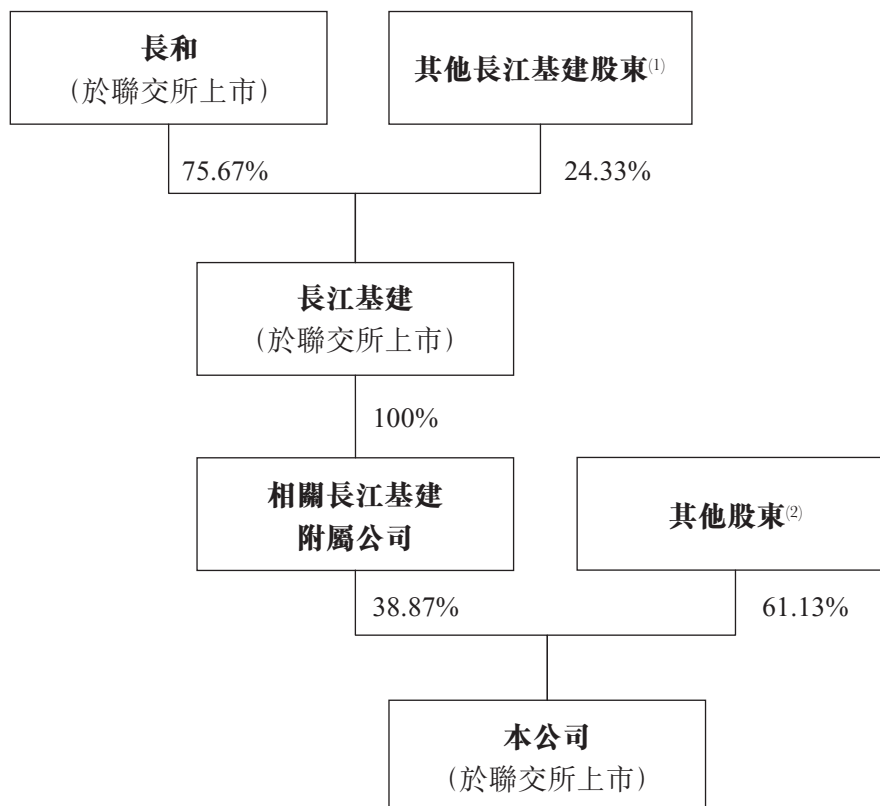 長和
（於聯交所上市）
其他長江基建股東(1)
75.67%
24.33%
長江基建
（於聯交所上市）
100%
相關長江基建
附屬公司
其他股東(2)
38.87%
61.13%
本公司
（於聯交所上市）